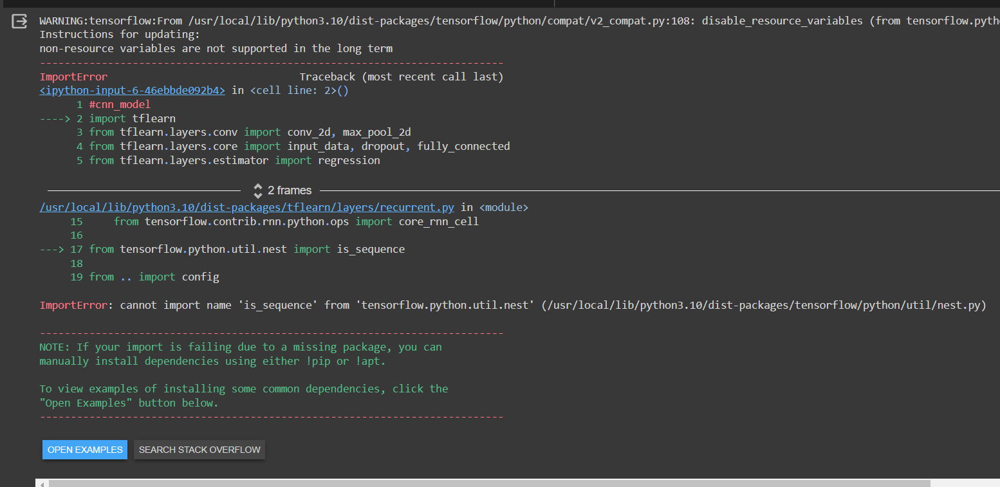 WARNING:tensorflow:From /usr/local/lib/python3.10/dist-packages/tensorflow/python/compat/v2_compat.py:108: disable_resource_variables (from tensorflow.pyth
Instructions for updating:
non-resource variables are not supported in the long term
---------------------------------------------------------------------------
ImportError                               Traceback (most recent call last)
<ipython-input-6-46ebbde092b4> in <cell line: 2>()
      1 #cnn_model
----> 2 import tflearn
      3 from tflearn.layers.conv import conv_2d, max_pool_2d
      4 from tflearn.layers.core import input_data, dropout, fully_connected
      5 from tflearn.layers.estimator import regression
2 frames
/usr/local/lib/python3.10/dist-packages/tflearn/layers/recurrent.py in <module>
     15     from tensorflow.contrib.rnn.python.ops import core_rnn_cell
     16
---> 17 from tensorflow.python.util.nest import is_sequence
     18
     19 from .. import config
ImportError: cannot import name 'is_sequence' from 'tensorflow.python.util.nest' (/usr/local/lib/python3.10/dist-packages/tensorflow/python/util/nest.py)
---------------------------------------------------------------------------
NOTE: If your import is failing due to a missing package, you can
manually install dependencies using either !pip or !apt.
To view examples of installing some common dependencies, click the
"Open Examples" button below.
---------------------------------------------------------------------------
OPEN EXAMPLES SEARCH STACK OVERFLOW